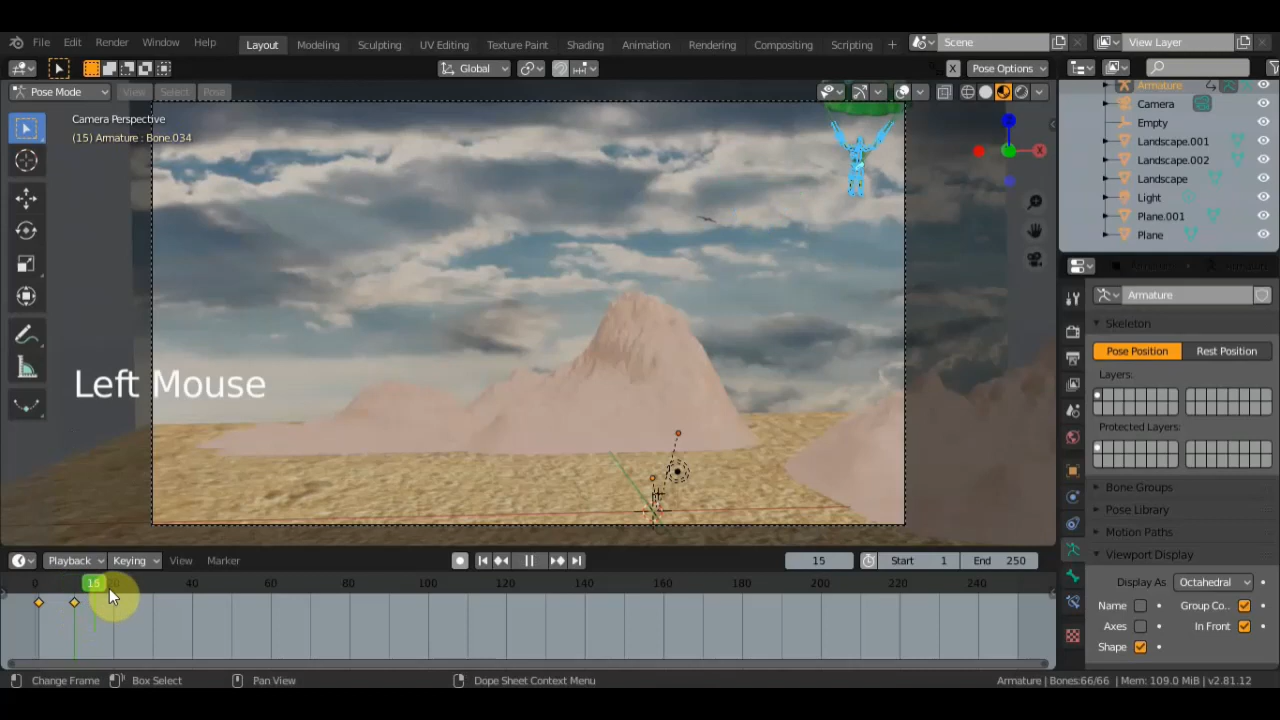 File Edit Render Window Help Layout Modeling Sculpting UV Editing Texture Paint Shading Animation Rendering Compositing Scripting + Scene View Layer
Global X Pose Options
Pose Mode View Select Pose
Camera Perspective
(15) Armature : Bone.034
X
Left Mouse
Armature
Camera
Empty
Landscape.001
Landscape.002
Landscape
Light
Plane.001
Plane
Armature
Skeleton
Pose Position Rest Position
Layers:
Protected Layers:
Bone Groups
Pose Library
Motion Paths
Viewport Display
Display As Octahedral
Name Group Co..
Axes In Front
Shape
Playback Keying View Marker 15 Start 1 End 250
0 15 20 40 60 80 100 120 140 160 180 200 220 240
Change Frame Box Select Pan View Dope Sheet Context Menu Armature | Bones:66/66 | Mem: 109.0 MiB | v2.81.12